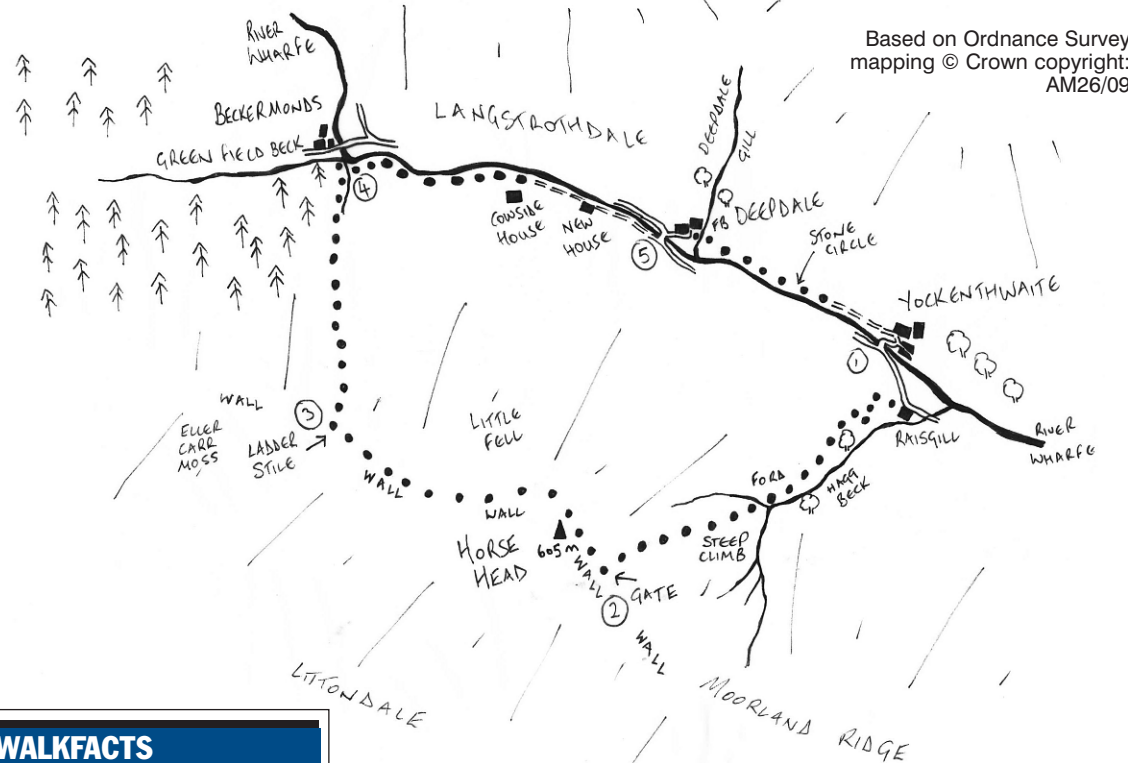 Based on Ordnance Survey
mapping © Crown copyright:
AM26/09
RIVER
WHARFE
BECKERMONDS
GREEN FIELD BECK
LANGSTROTHDALE
DEEPDALE
GILL
4
COWSIDE
HOUSE
NEW
HOUSE
5
FB
DEEPDALE
STONE
CIRCLE
YOCKENTHWAITE
1
RAISGILL
RIVER
WHARFE
WALL
3
ELLER
CARR
MOSS
LADDER
STILE
LITTLE
FELL
WALL
WALL
FORD
HAGG
BECK
HORSE
HEAD
605m
WALL
STEEP
CLIMB
GATE
2
WALL
LITTONDALE
MOORLAND RIDGE
WALKFACTS